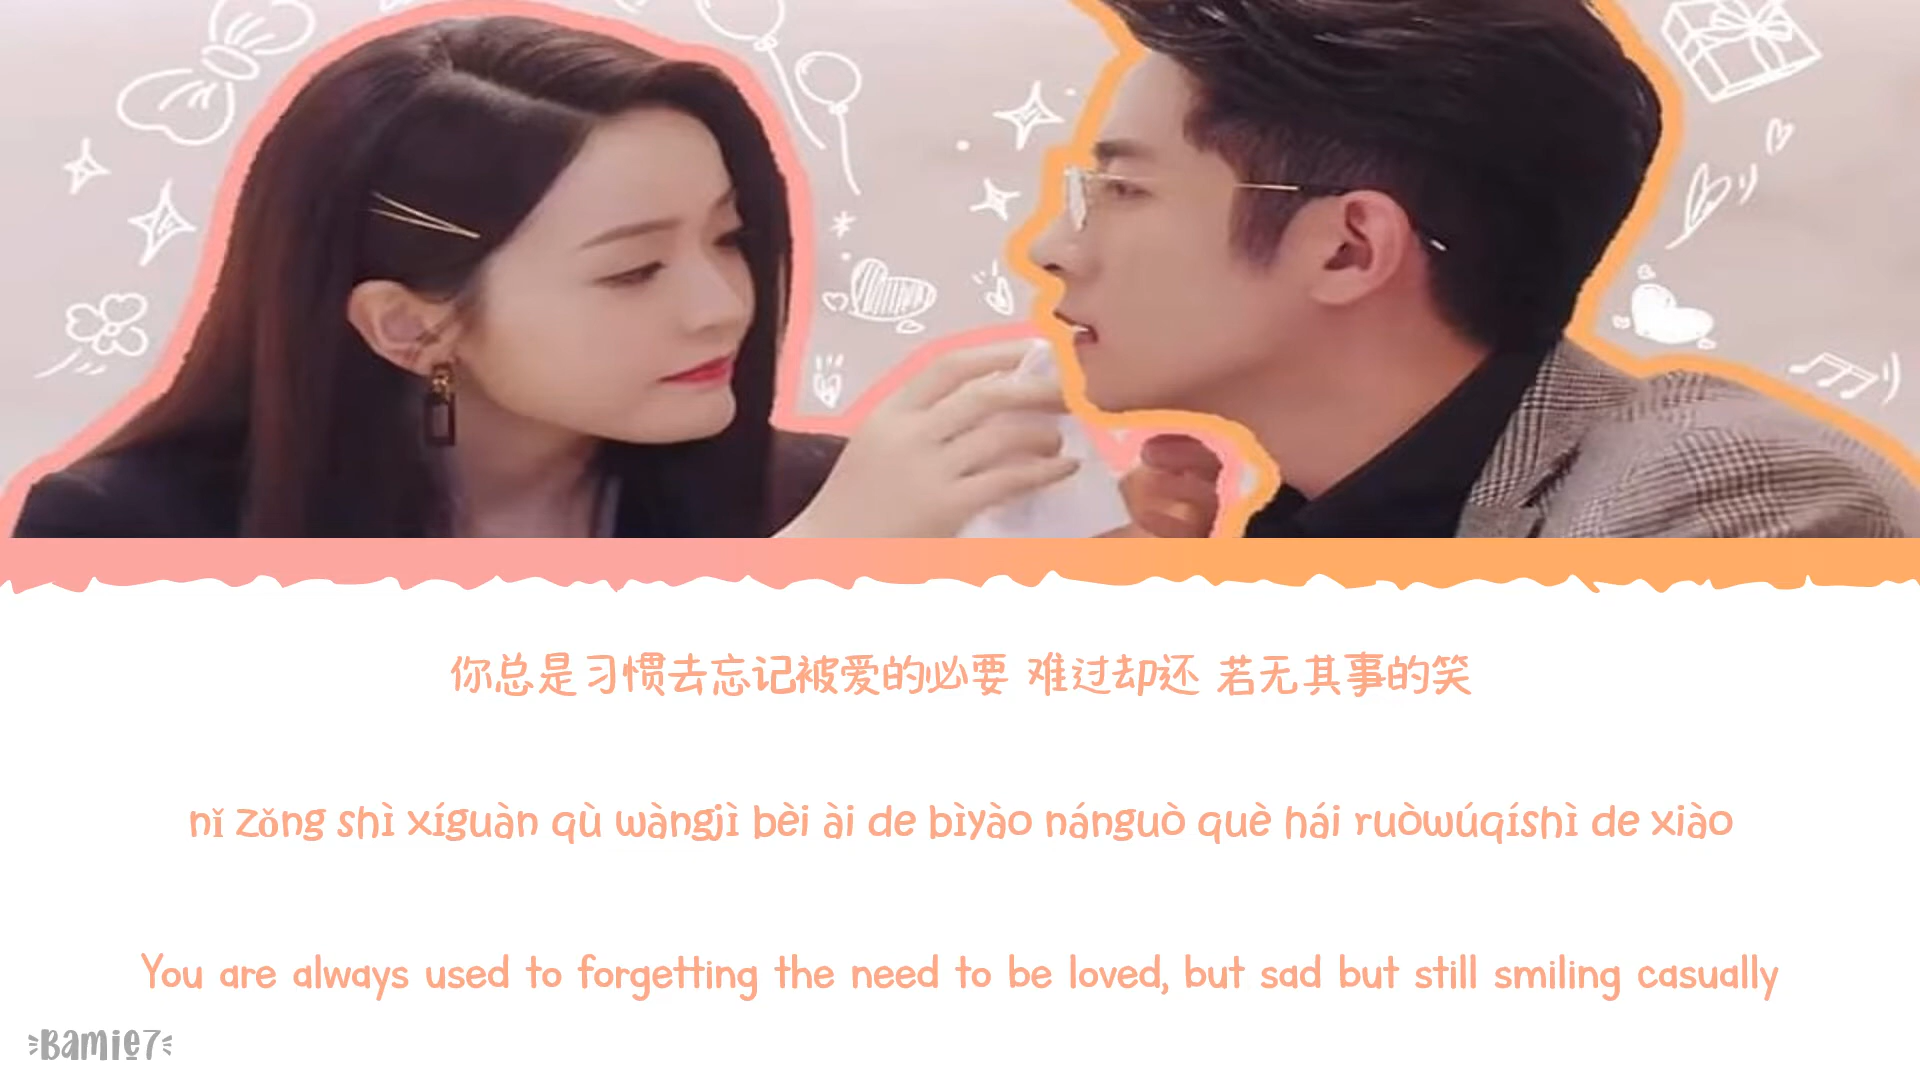 你总是习惯去忘记被爱的必要 难过却还 若无其事的笑
nǐ zǒng shì xíguàn qù wàngjì bèi ài de bìyào nánguò què hái ruòwúqíshì de xiào
You are always used to forgetting the need to be loved, but sad but still smiling casually
Bamie7